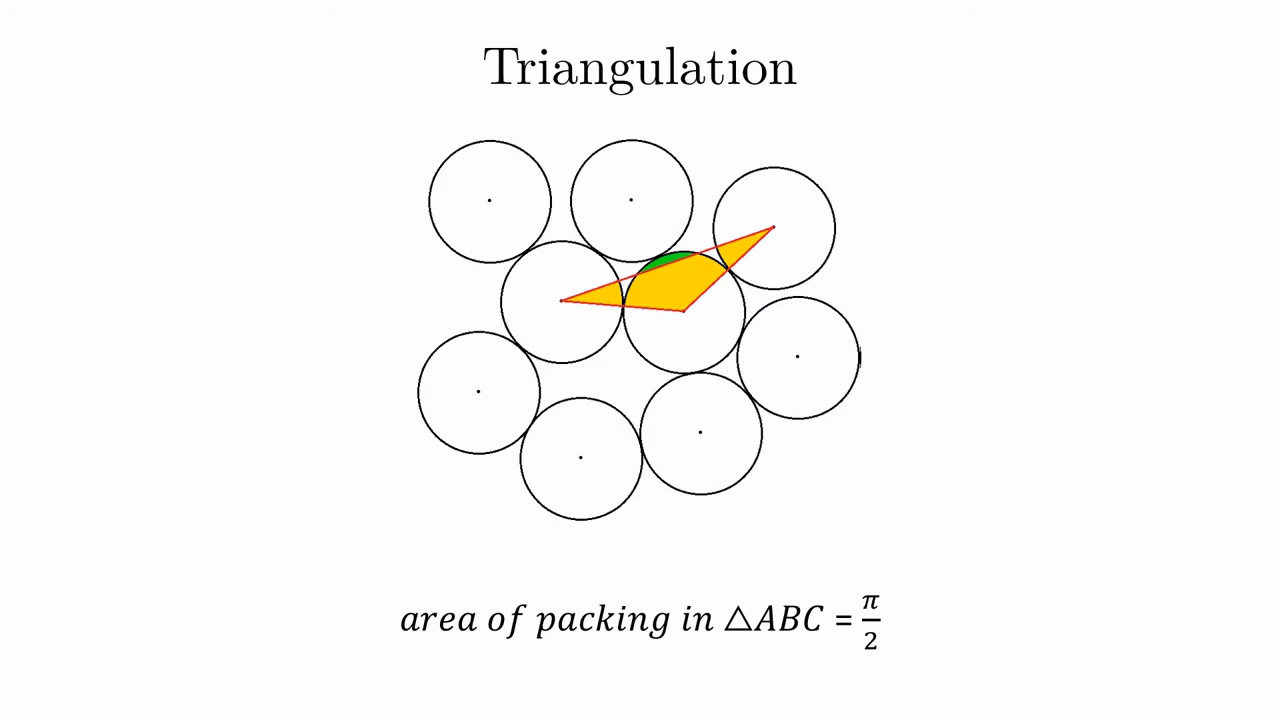 Triangulation
area of packing in △ABC = π/2